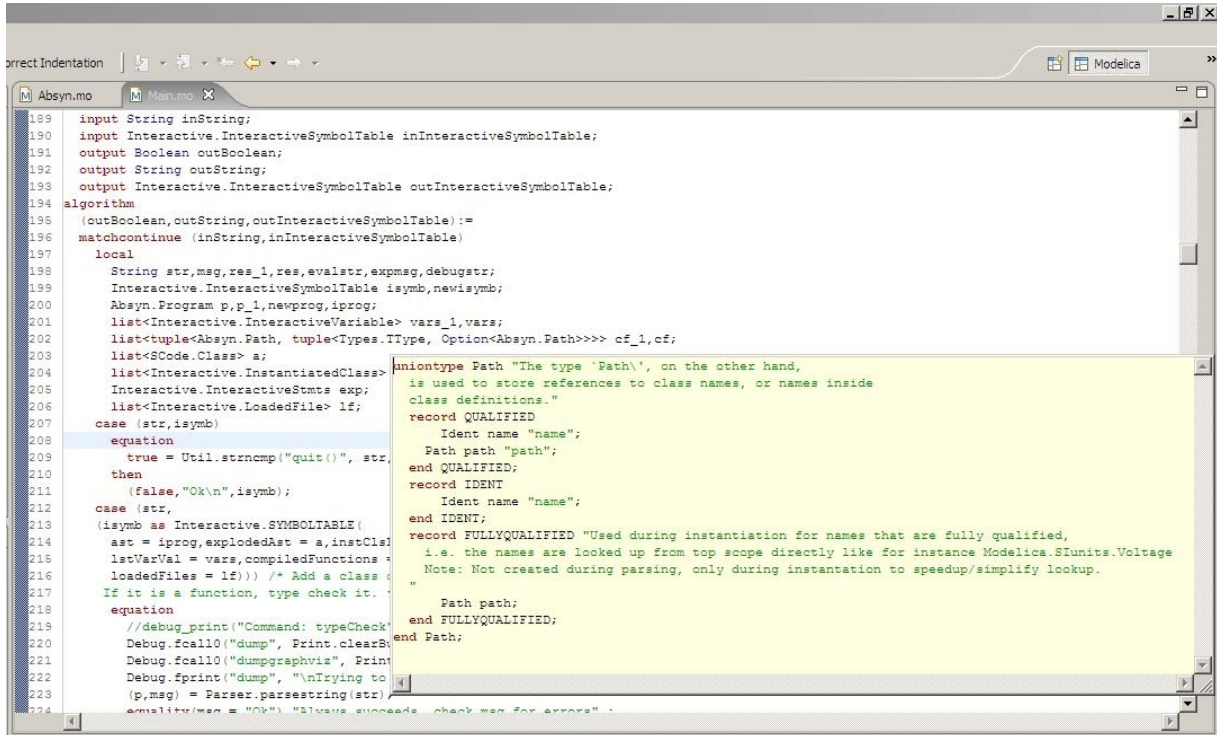 orrect Indentation
Modelica
»
Absyn.mo
Main.mo
189 input String inString;
190 input Interactive.InteractiveSymbolTable inInteractiveSymbolTable;
191 output Boolean outBoolean;
192 output String outString;
193 output Interactive.InteractiveSymbolTable outInteractiveSymbolTable;
194 algorithm
195 (outBoolean,outString,outInteractiveSymbolTable):=
196 matchcontinue (inString,inInteractiveSymbolTable)
197 local
198 String str,msg,res_1,res,evalstr,expmsg,debugstr;
199 Interactive.InteractiveSymbolTable isymb,newisymb;
200 Absyn.Program p,p_1,newprog,iprog;
201 list<Interactive.InteractiveVariable> vars_1,vars;
202 list<tuple<Absyn.Path, tuple<Types.TType, Option<Absyn.Path>>>> cf_1,cf;
203 list<SCode.Class> a;
204 list<Interactive.InstantiatedClass>
205 Interactive.InteractiveStmts exp;
206 list<Interactive.LoadedFile> lf;
207 case (str,isymb)
208 equation
209 true = Util.strncmp("quit()", str,
210 then
211 (false,"Ok\n",isymb);
212 case (str,
213 (isymb as Interactive.SYMBOLTABLE(
214 ast = iprog,explodedAst = a,instCls
215 lstVarVal = vars,compiledFunctions =
216 loadedFiles = lf))) /* Add a class
217 If it is a function, type check it.
218 equation
219 //debug_print("Command: typeCheck"
220 Debug.fcall0("dump", Print.clearBu
221 Debug.fcall0("dumpgraphviz", Print
222 Debug.fprint("dump", "\nTrying to
223 (p,msg) = Parser.parsestring(str)
224 equality(msg = "Ok") "Always succeeds, check msg for errors" ;
uniontype Path "The type `Path\', on the other hand,
is used to store references to class names, or names inside
class definitions."
record QUALIFIED
Ident name "name";
Path path "path";
end QUALIFIED;
record IDENT
Ident name "name";
end IDENT;
record FULLYQUALIFIED "Used during instantiation for names that are fully qualified,
i.e. the names are looked up from top scope directly like for instance Modelica.SIunits.Voltage
Note: Not created during parsing, only during instantation to speedup/simplify lookup.
"
Path path;
end FULLYQUALIFIED;
end Path;